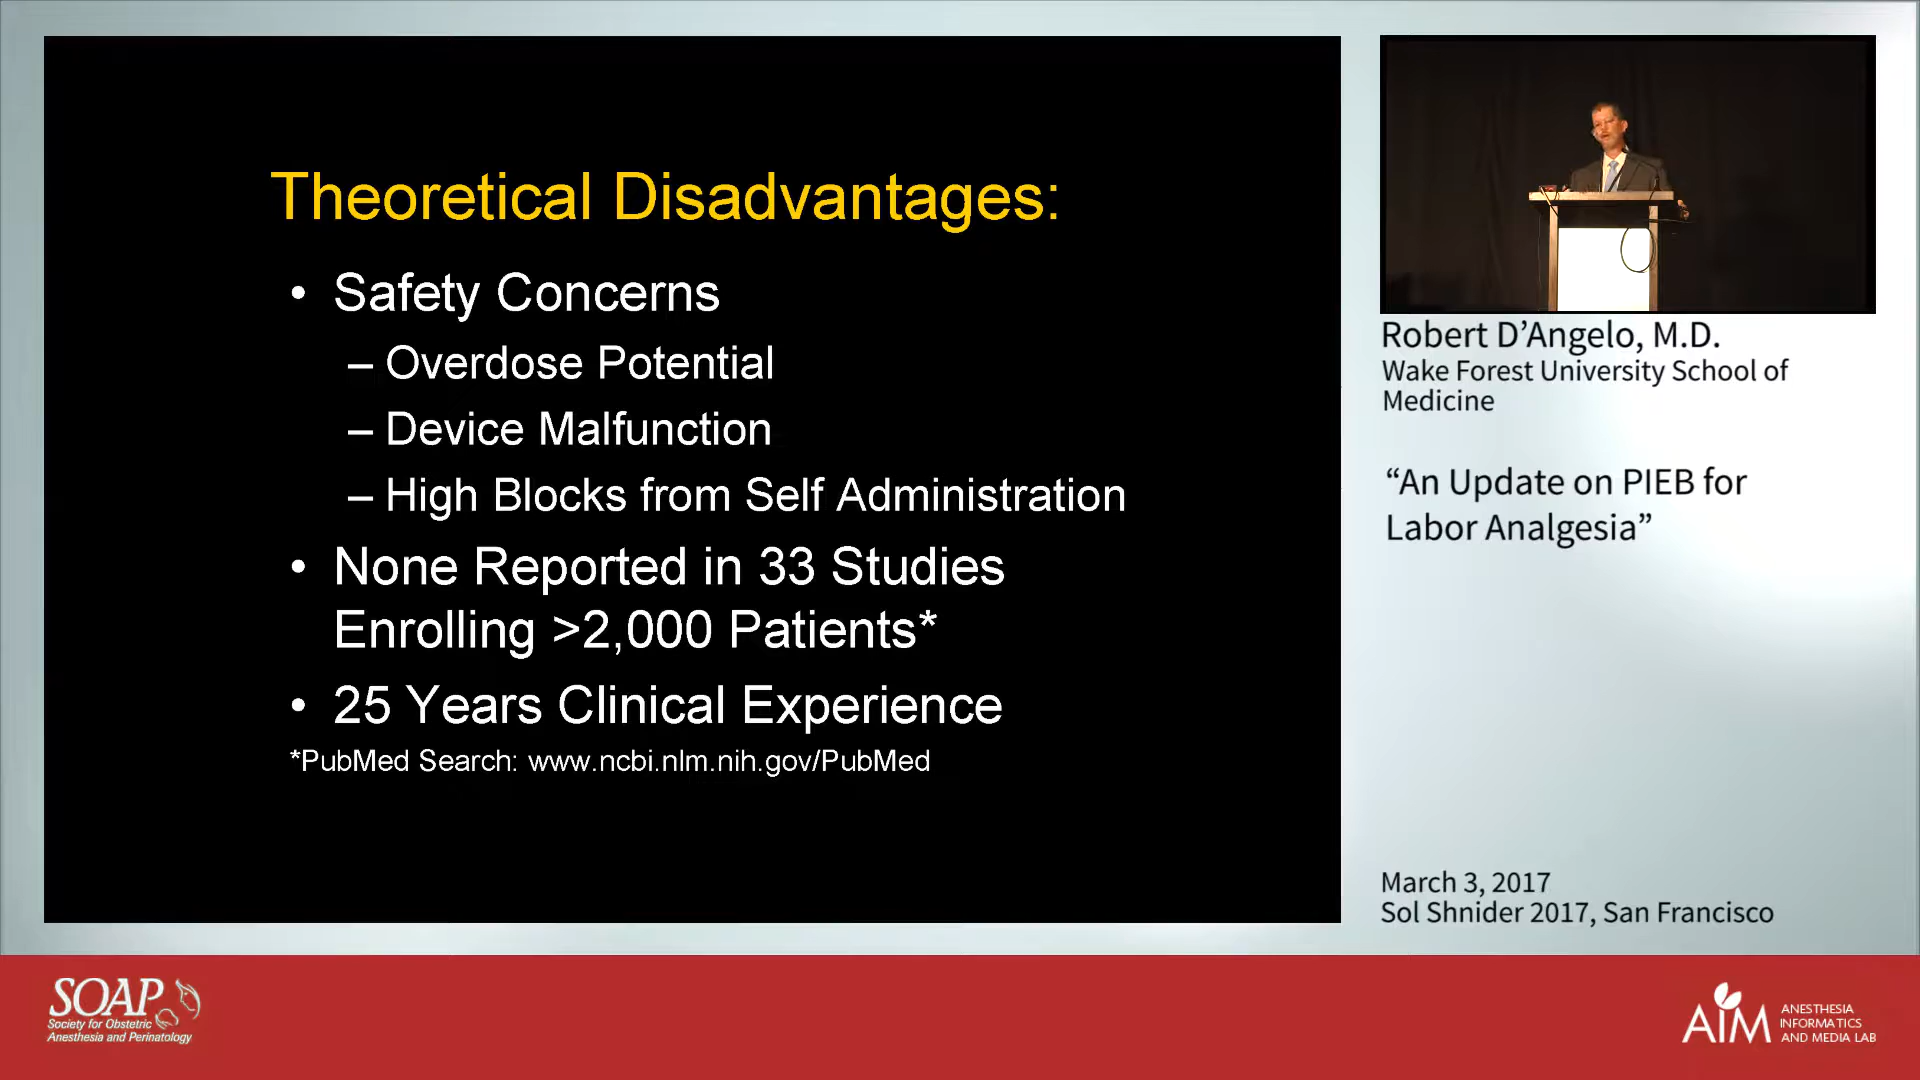 Theoretical Disadvantages:
• Safety Concerns
– Overdose Potential
– Device Malfunction
– High Blocks from Self Administration
• None Reported in 33 Studies
Enrolling >2,000 Patients*
• 25 Years Clinical Experience
*PubMed Search: www.ncbi.nlm.nih.gov/PubMed
Robert D’Angelo, M.D.
Wake Forest University School of
Medicine
“An Update on PIEB for
Labor Analgesia”
March 3, 2017
Sol Shnider 2017, San Francisco
SOAP
Society for Obstetric
Anesthesia and Perinatology
AIM
ANESTHESIA
INFORMATICS
AND MEDIA LAB